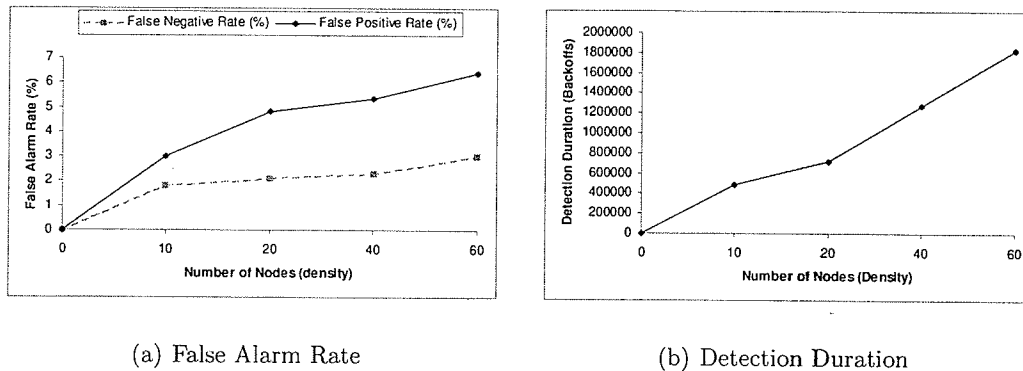 False Negative Rate (%) False Positive Rate (%)
False Alarm Rate (%)
7
6
5
4
3
2
1
0
0 10 20 40 60
Number of Nodes (density)
Detection Duration (Backoffs)
2000000
1800000
1600000
1400000
1200000
1000000
800000
600000
400000
200000
0
0 10 20 40 60
Number of Nodes (Density)
(a) False Alarm Rate
(b) Detection Duration